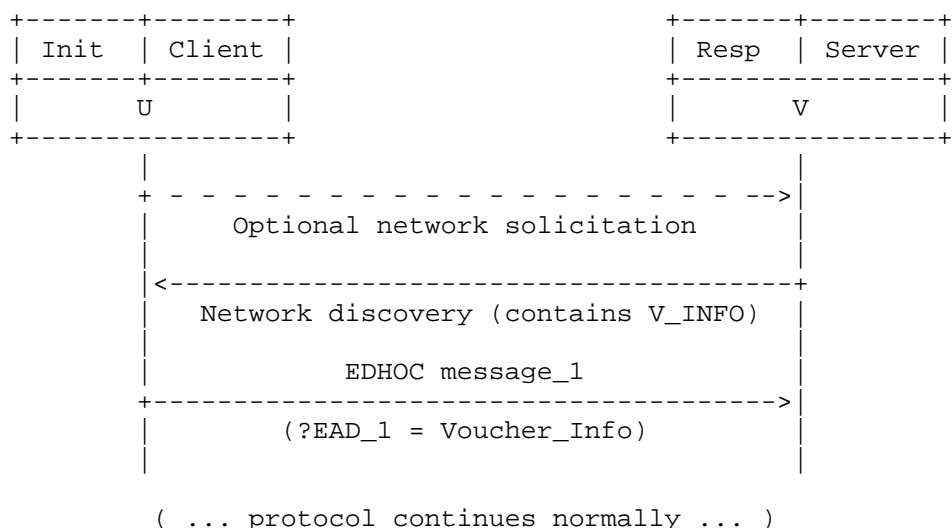 Init Client Resp Server
U V
Optional network solicitation
Network discovery (contains V_INFO)
EDHOC message_1
(?EAD_1 = Voucher_Info)
( ... protocol continues normally ... )